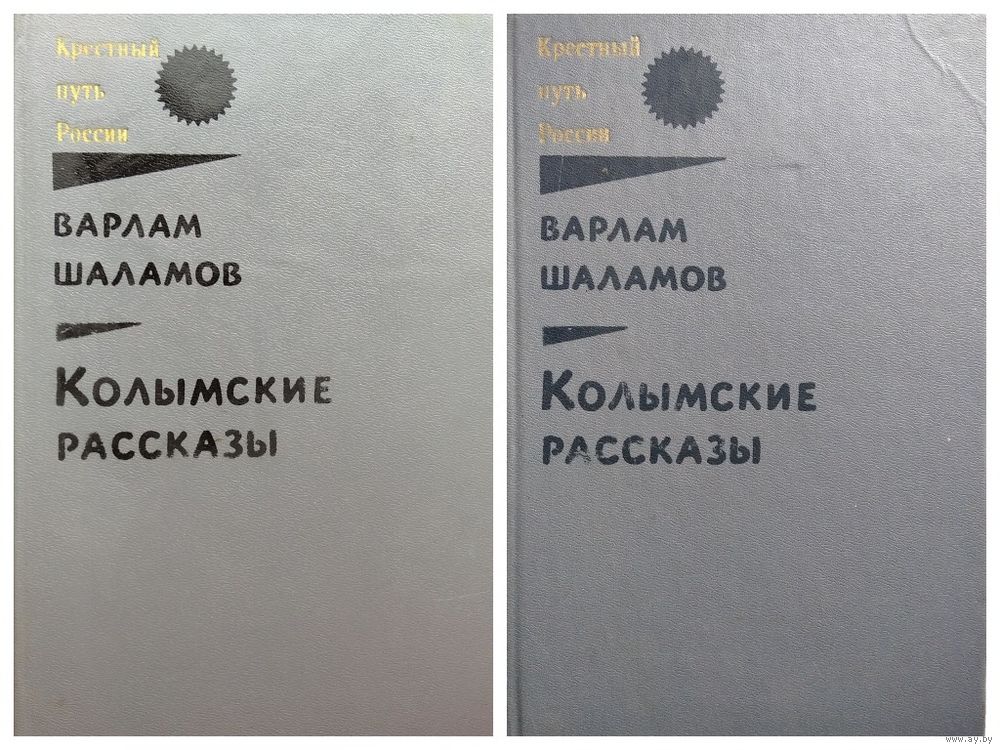 Крестный
путь
России
ВАРЛАМ
ШАЛАМОВ
КОЛЫМСКИЕ
РАССКАЗЫ
Крестный
путь
России
ВАРЛАМ
ШАЛАМОВ
КОЛЫМСКИЕ
РАССКАЗЫ
www.ay.by